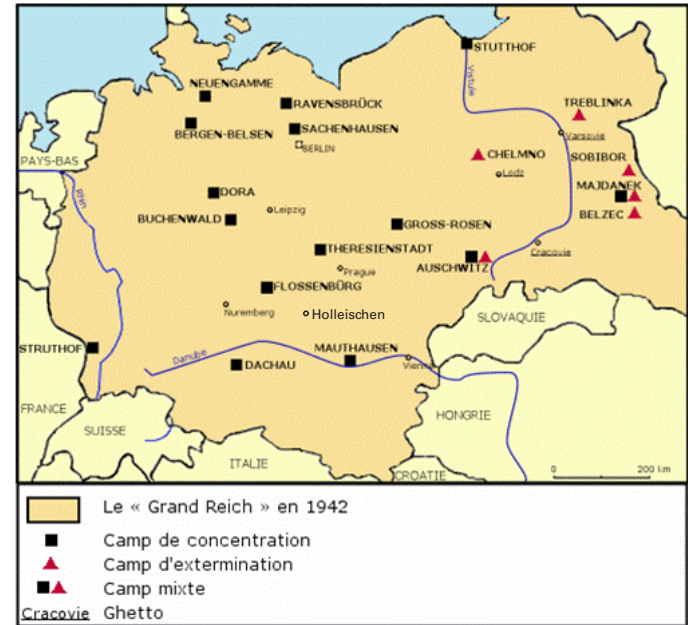 STUTTHOF
Vistule
NEUENGAMME
RAVENSBRÜCK
TREBLINKA
BERGEN-BELSEN
SACHENHAUSEN
BERLIN
Varsovie
CHELMNO
SOBIBOR
PAYS-BAS
Lodz
MAJDANEK
Rhin
DORA
Leipzig
BELZEC
BUCHENWALD
GROSS-ROSEN
THERESIENSTADT
Cracovie
Prague
AUSCHWITZ
FLOSSENBÜRG
Nuremberg
Holleischen
SLOVAQUIE
STRUTHOF
Danube
MAUTHAUSEN
DACHAU
Vienne
FRANCE
HONGRIE
SUISSE
ITALIE
CROATIE
0 200 km
Le « Grand Reich » en 1942
Camp de concentration
Camp d'extermination
Camp mixte
Cracovie Ghetto